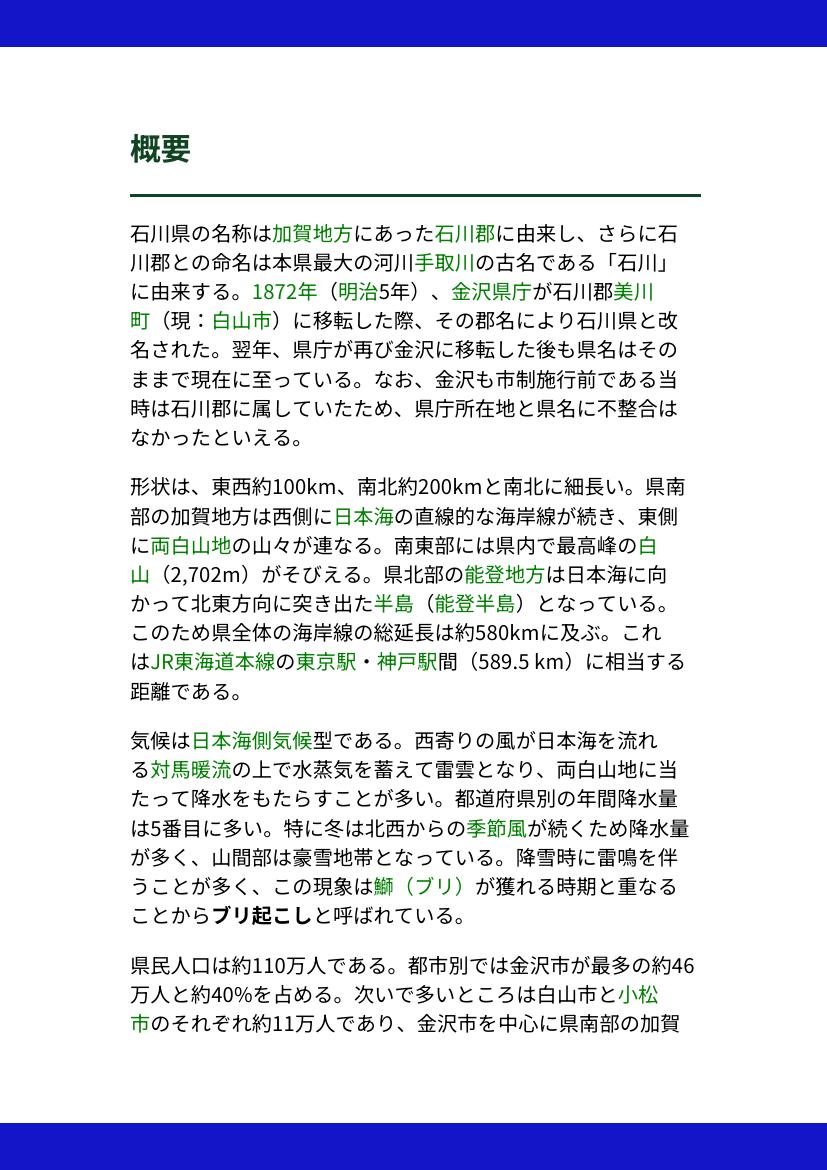 概要
石川県の名称は加賀地方にあった石川郡に由来し、さらに石
川郡との命名は本県最大の河川手取川の古名である「石川」
に由来する。1872年（明治5年）、金沢県庁が石川郡美川
町（現：白山市）に移転した際、その郡名により石川県と改
名された。翌年、県庁が再び金沢に移転した後も県名はその
ままで現在に至っている。なお、金沢も市制施行前である当
時は石川郡に属していたため、県庁所在地と県名に不整合は
なかったといえる。
形状は、東西約100km、南北約200kmと南北に細長い。県南
部の加賀地方は西側に日本海の直線的な海岸線が続き、東側
に両白山地の山々が連なる。南東部には県内で最高峰の白
山（2,702m）がそびえる。県北部の能登地方は日本海に向
かって北東方向に突き出た半島（能登半島）となっている。
このため県全体の海岸線の総延長は約580kmに及ぶ。これ
はJR東海道本線の東京駅・神戸駅間（589.5 km）に相当する
距離である。
気候は日本海側気候型である。西寄りの風が日本海を流れ
る対馬暖流の上で水蒸気を蓄えて雷雲となり、両白山地に当
たって降水をもたらすことが多い。都道府県別の年間降水量
は5番目に多い。特に冬は北西からの季節風が続くため降水量
が多く、山間部は豪雪地帯となっている。降雪時に雷鳴を伴
うことが多く、この現象は鰤（ブリ）が獲れる時期と重なる
ことからブリ起こしと呼ばれている。
県民人口は約110万人である。都市別では金沢市が最多の約46
万人と約40%を占める。次いで多いところは白山市と小松
市のそれぞれ約11万人であり、金沢市を中心に県南部の加賀